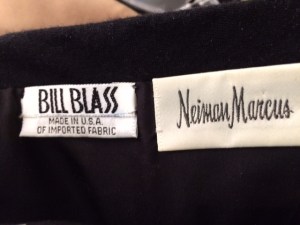 BILL BLASS
MADE IN U.S.A.
OF IMPORTED FABRIC
Neiman Marcus